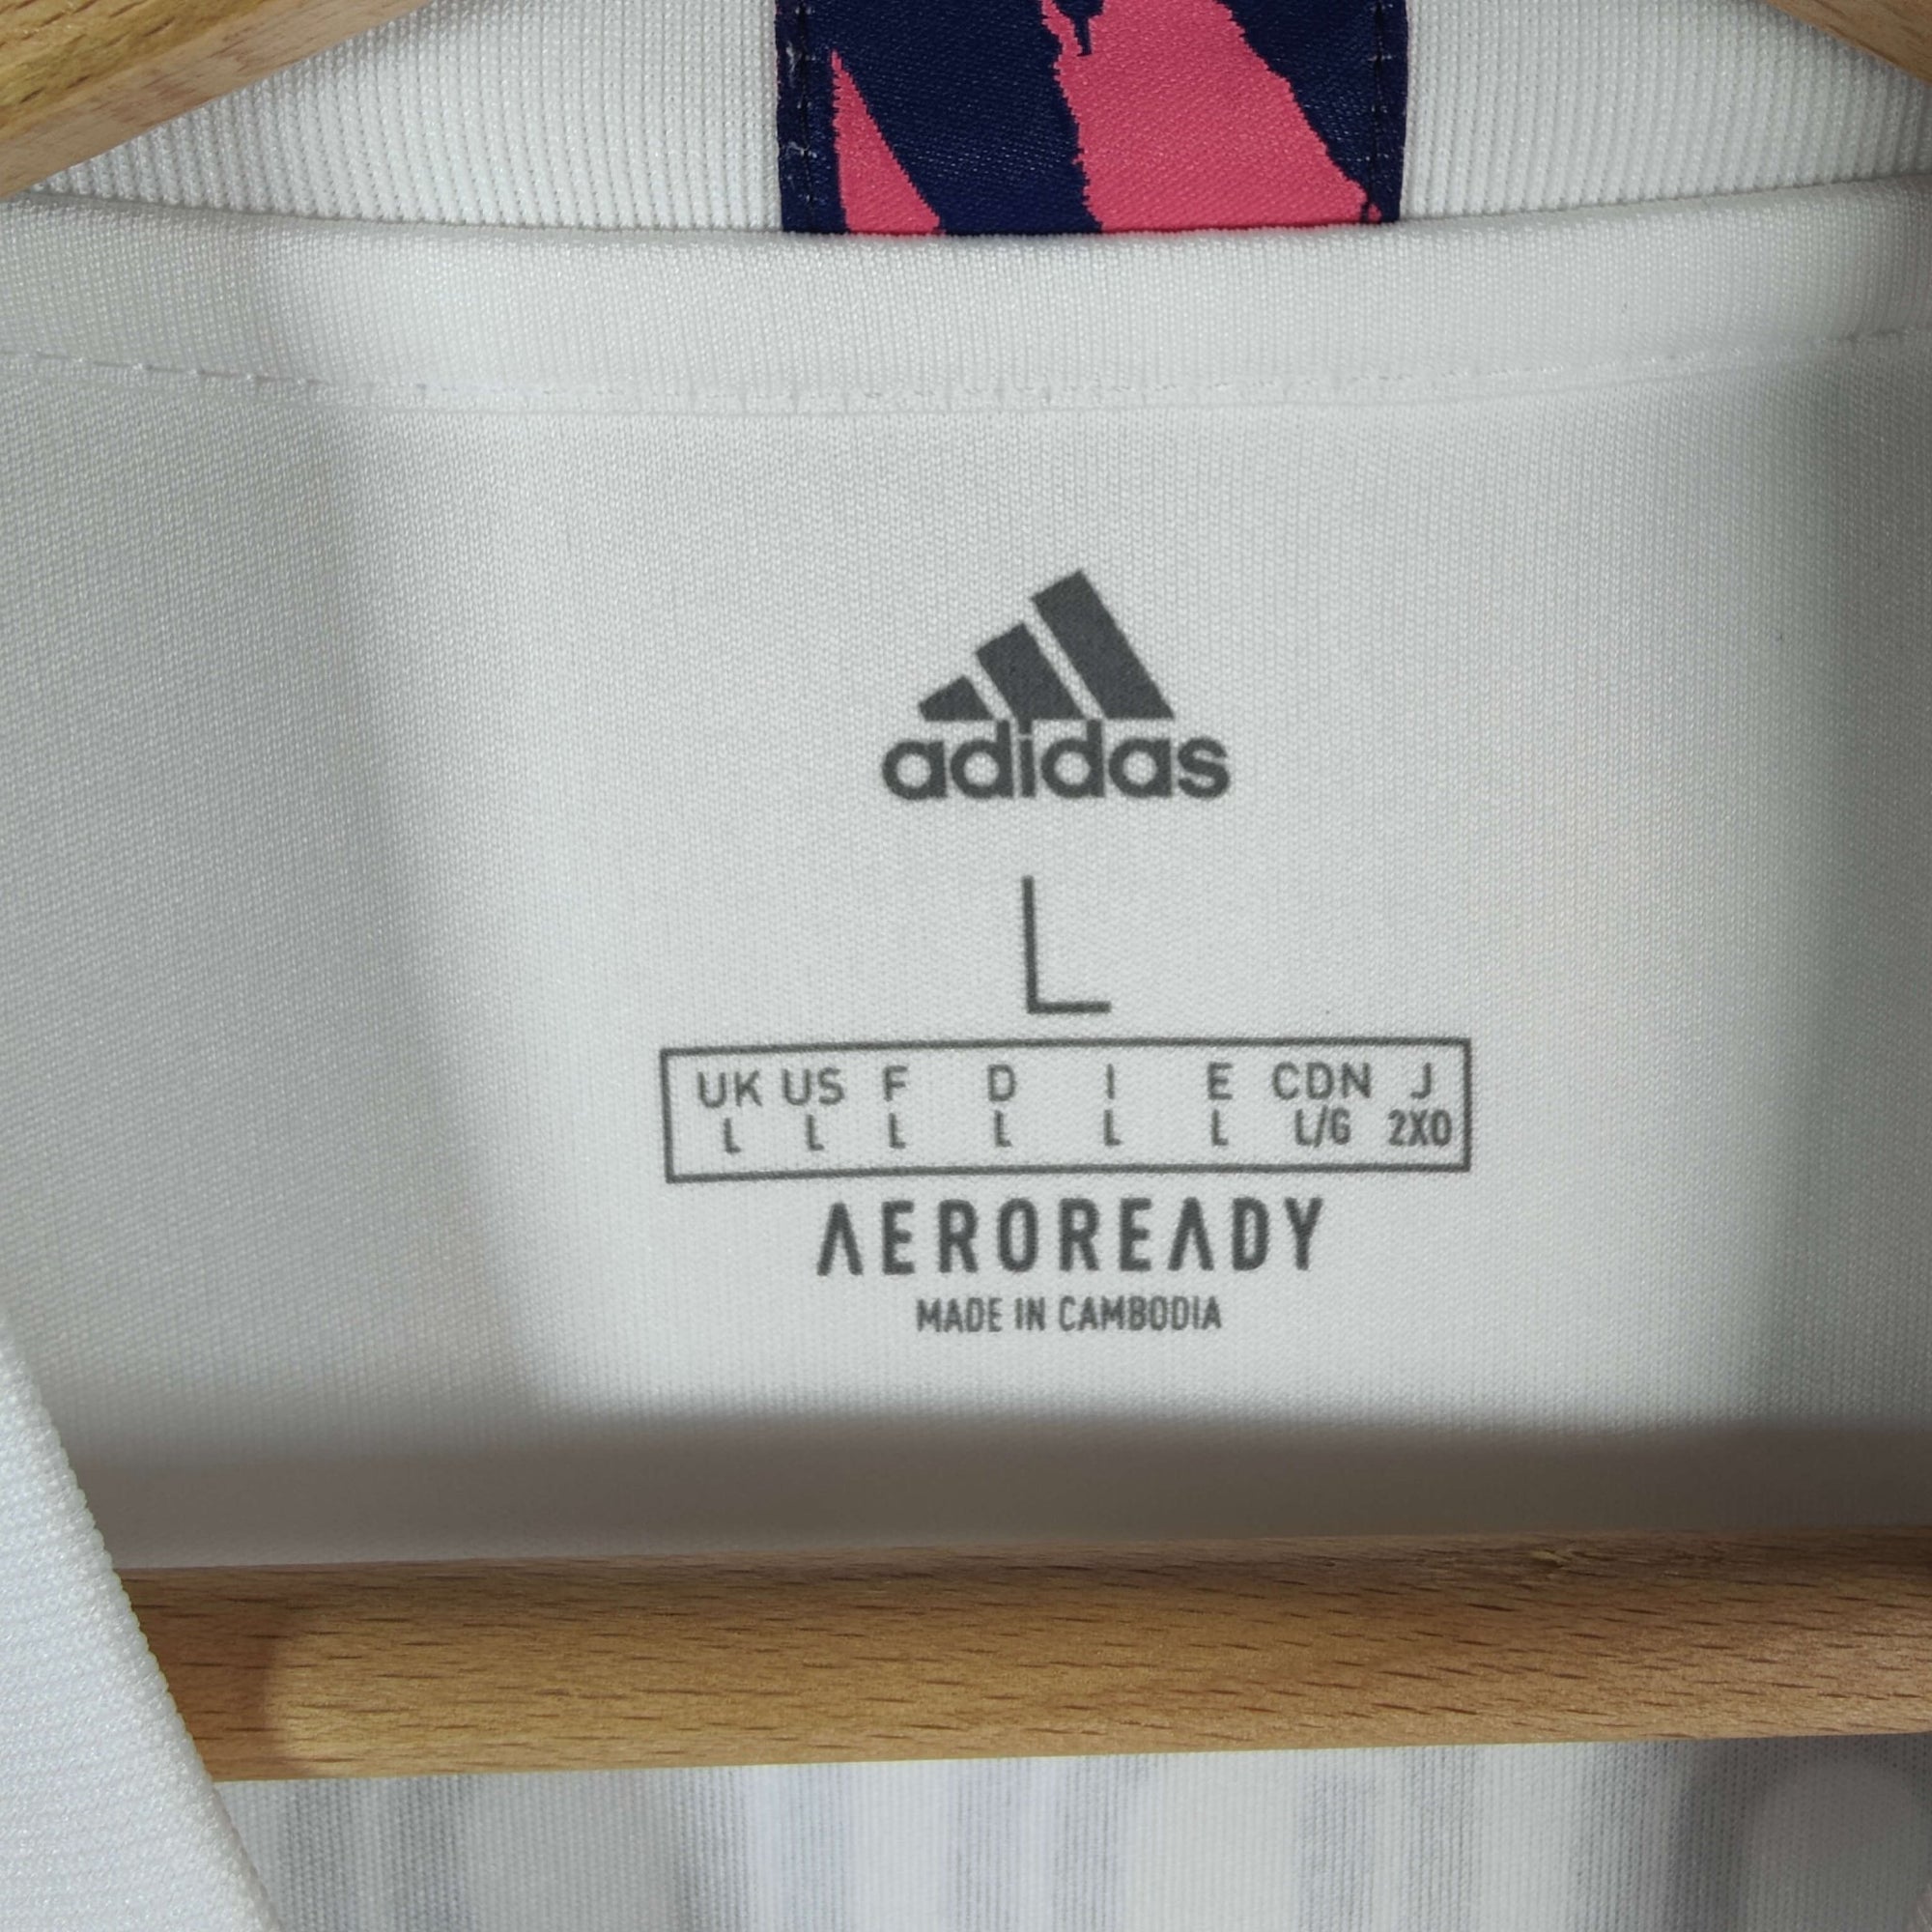 adidas
L
UK US F D I E CDN J
L L L L L L L/G 2XO
AEROREADY
MADE IN CAMBODIA